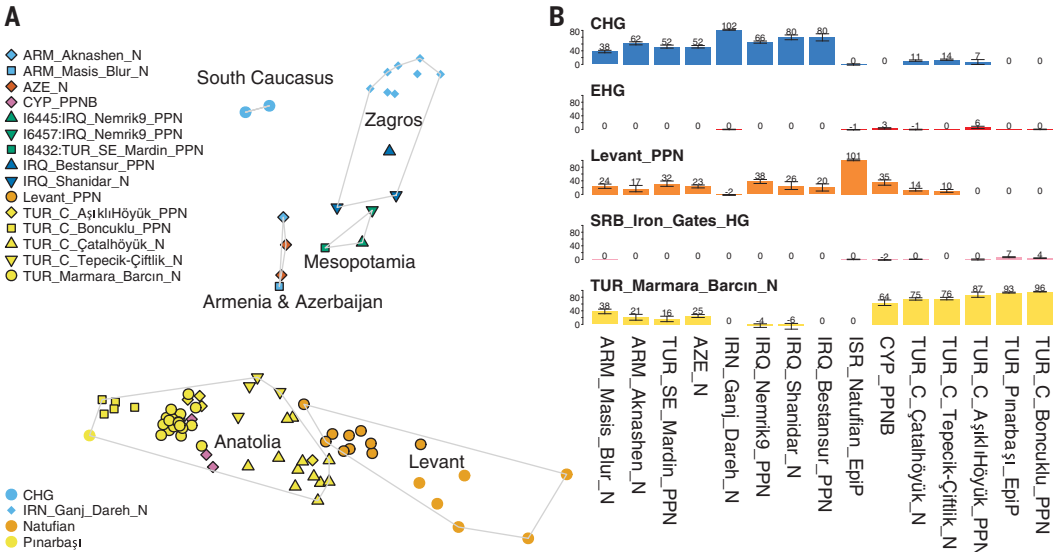 A
ARM_Aknashen_N
ARM_Masis_Blur_N
AZE_N
CYP_PPNB
I6445:IRQ_Nemrik9_PPN
I6457:IRQ_Nemrik9_PPN
I8432:TUR_SE_Mardin_PPN
IRQ_Bestansur_PPN
IRQ_Shanidar_N
Levant_PPN
TUR_C_AşıklıHöyük_PPN
TUR_C_Boncuklu_PPN
TUR_C_Çatalhöyük_N
TUR_C_Tepecik-Çiftlik_N
TUR_Marmara_Barcın_N
South Caucasus
Zagros
Mesopotamia
Armenia & Azerbaijan
Anatolia
Levant
CHG
IRN_Ganj_Dareh_N
Natufian
Pınarbaşı
B
CHG
80
40
0
38 62 52 52 102 66 80 80 0 0 11 14 7 0 0
EHG
80
40
0
0 0 0 0 0 0 0 0 -1 3 -1 0 6 0 0
Levant_PPN
80
40
0
24 17 32 23 -2 38 26 20 101 35 14 10 0 0 0
SRB_Iron_Gates_HG
80
40
0
0 0 0 0 0 0 0 0 0 -2 0 0 0 7 4
TUR_Marmara_Barcın_N
80
40
0
38 21 16 25 0 -4 -6 0 0 64 75 76 87 93 96
ARM_Masis_Blur_N
ARM_Aknashen_N
TUR_SE_Mardin_PPN
AZE_N
IRN_Ganj_Dareh_N
IRQ_Nemrik9_PPN
IRQ_Shanidar_N
IRQ_Bestansur_PPN
ISR_Natufian_EpiP
CYP_PPNB
TUR_C_Çatalhöyük_N
TUR_C_Tepecik-Çiftlik_N
TUR_C_AşıklıHöyük_PPN
TUR_Pınarbaşı_EpiP
TUR_C_Boncuklu_PPN